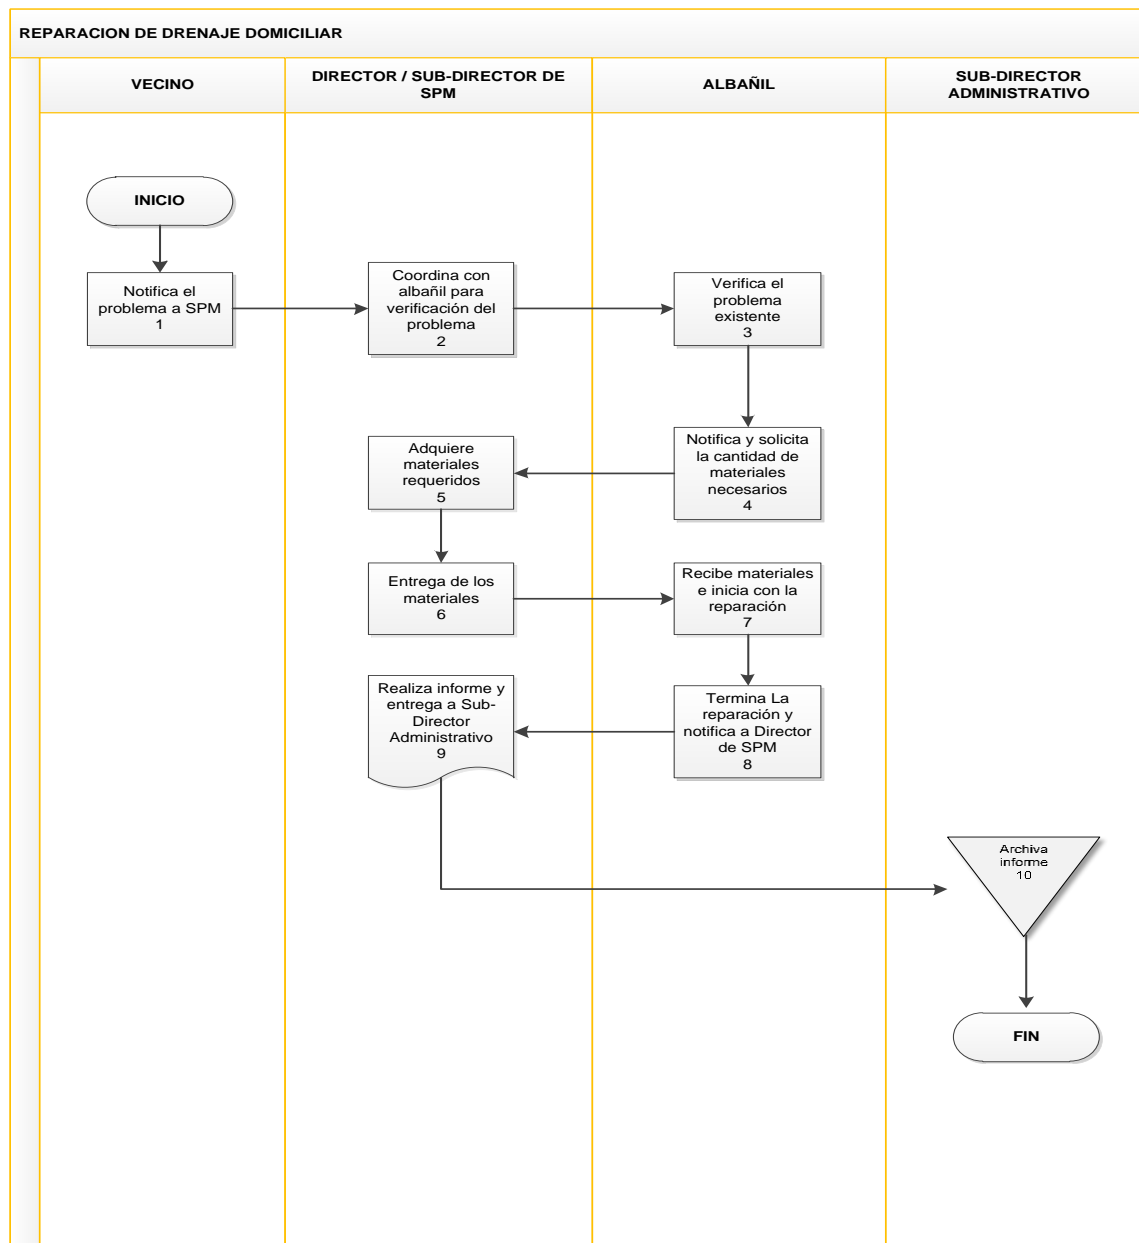 REPARACION DE DRENAJE DOMICILIAR
VECINO
DIRECTOR / SUB-DIRECTOR DE
SPM
ALBAÑIL
SUB-DIRECTOR
ADMINISTRATIVO
INICIO
Notifica el
problema a SPM
1
Coordina con
albañil para
verificación del
problema
2
Verifica el
problema
existente
3
Notifica y solicita
la cantidad de
materiales
necesarios
4
Adquiere
materiales
requeridos
5
Entrega de los
materiales
6
Recibe materiales
e inicia con la
reparación
7
Termina La
reparación y
notifica a Director
de SPM
8
Realiza informe y
entrega a Sub-
Director
Administrativo
9
Archiva
informe
10
FIN